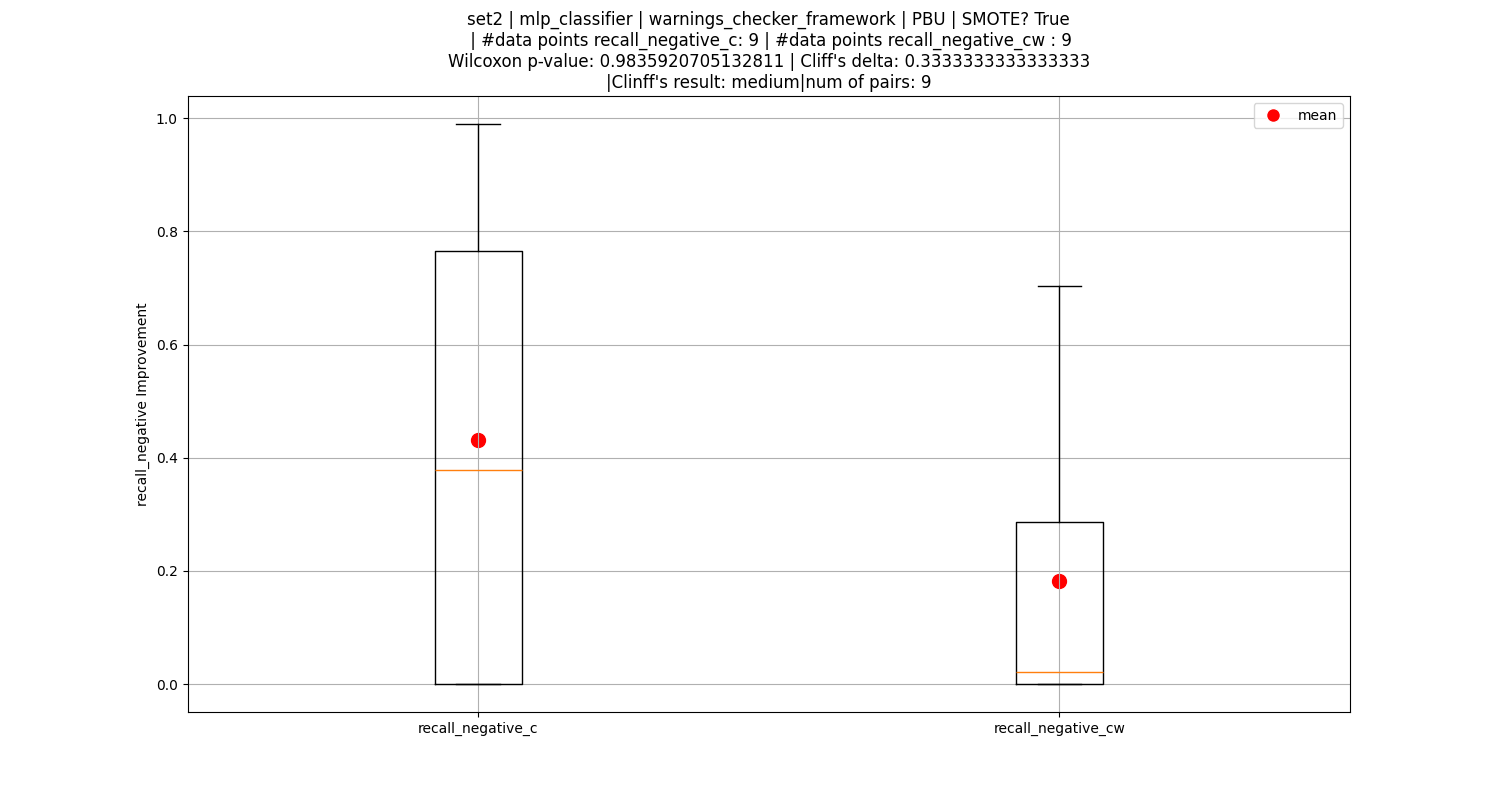 set2 | mlp_classifier | warnings_checker_framework | PBU | SMOTE? True
| #data points recall_negative_c: 9 | #data points recall_negative_cw : 9
Wilcoxon p-value: 0.9835920705132811 | Cliff's delta: 0.3333333333333333
|Clinff's result: medium|num of pairs: 9
mean
1.0
0.8
0.6
0.4
0.2
0.0
recall_negative Improvement
recall_negative_c
recall_negative_cw